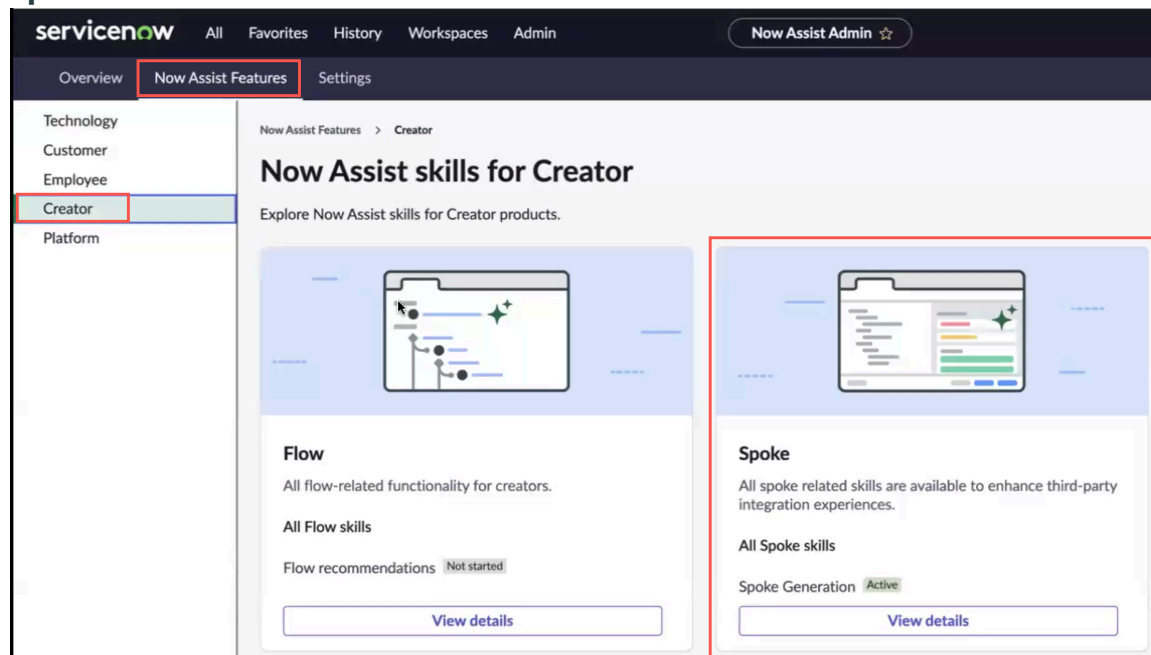 servicenow All Favorites History Workspaces Admin Now Assist Admin
Overview Now Assist Features Settings
Technology
Customer
Employee
Creator
Platform
Now Assist Features > Creator
Now Assist skills for Creator
Explore Now Assist skills for Creator products.
Flow
All flow-related functionality for creators.
All Flow skills
Flow recommendations Not started
View details
Spoke
All spoke related skills are available to enhance third-party
integration experiences.
All Spoke skills
Spoke Generation Active
View details